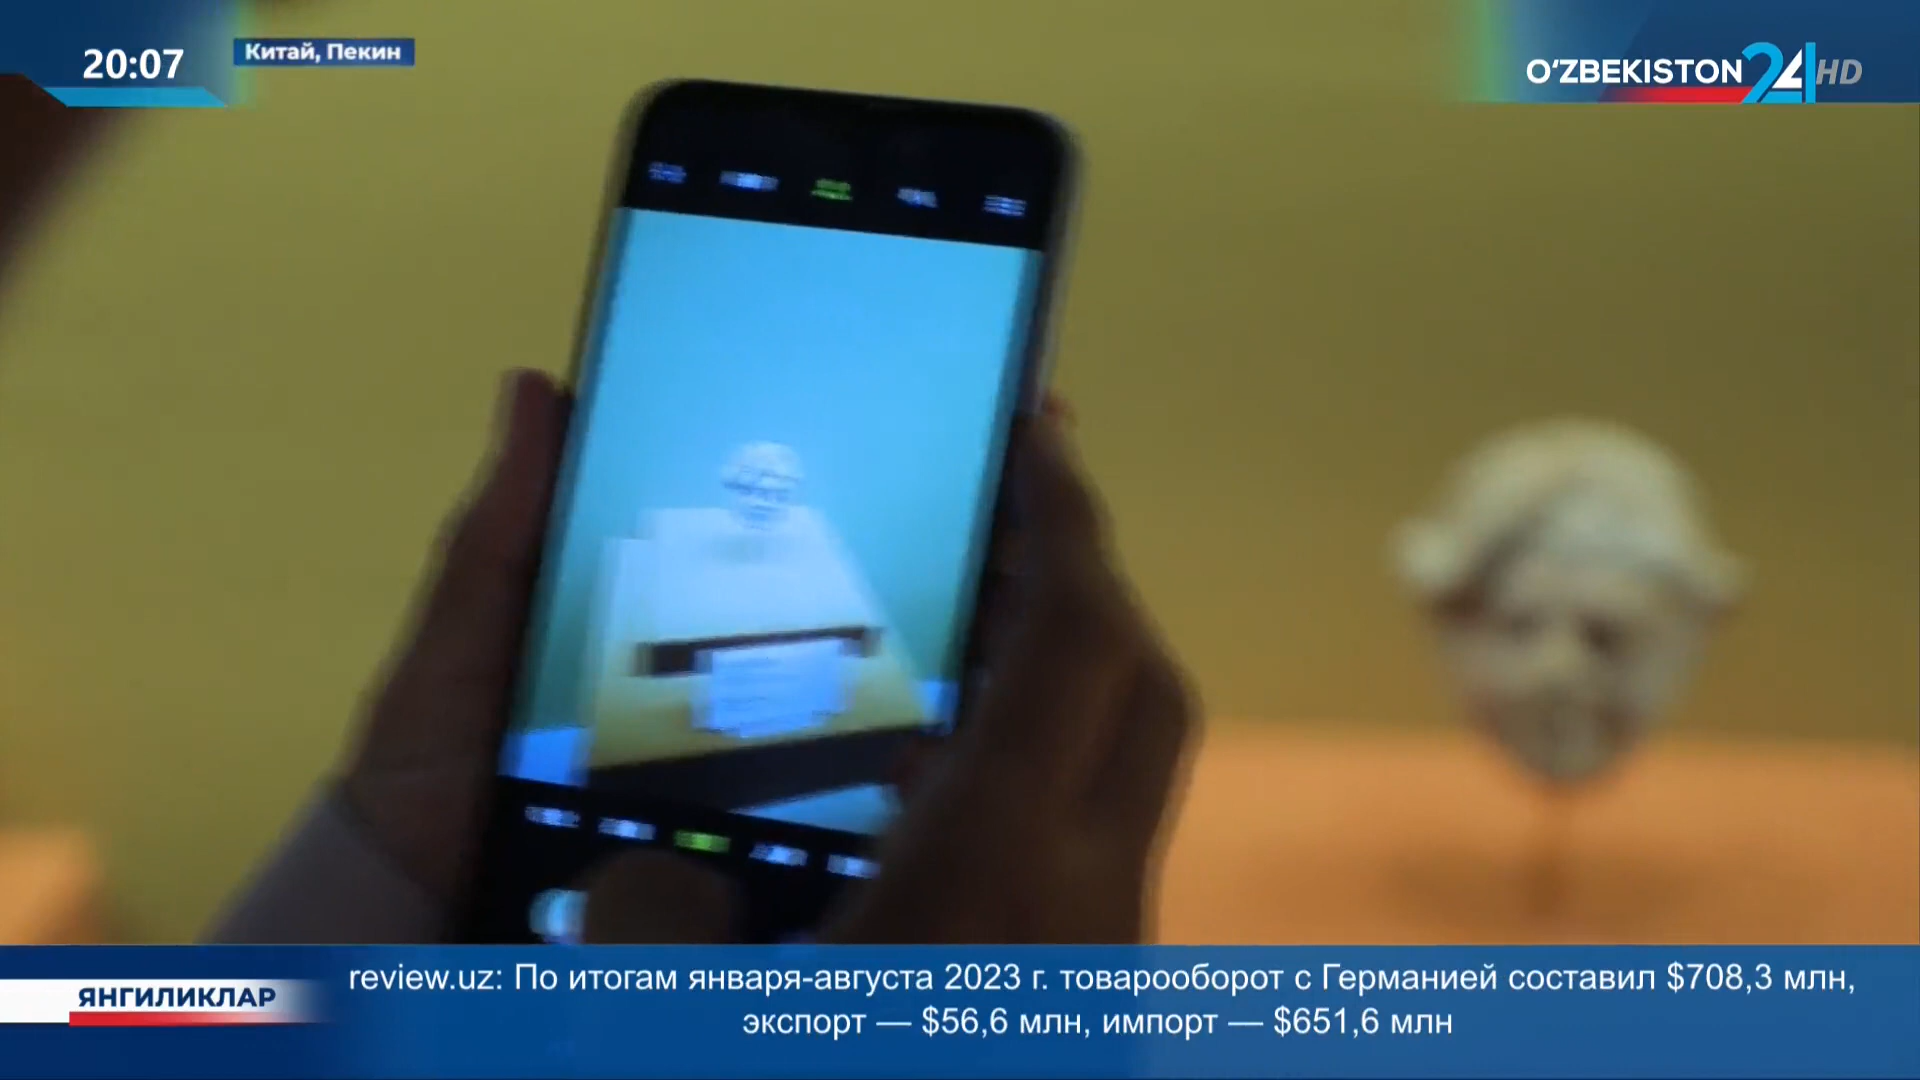 20:07
Китай, Пекин
O‘ZBEKISTON 24 HD
ЯНГИЛИКЛАР
review.uz: По итогам января-августа 2023 г. товарооборот с Германией составил $708,3 млн,
экспорт — $56,6 млн, импорт — $651,6 млн